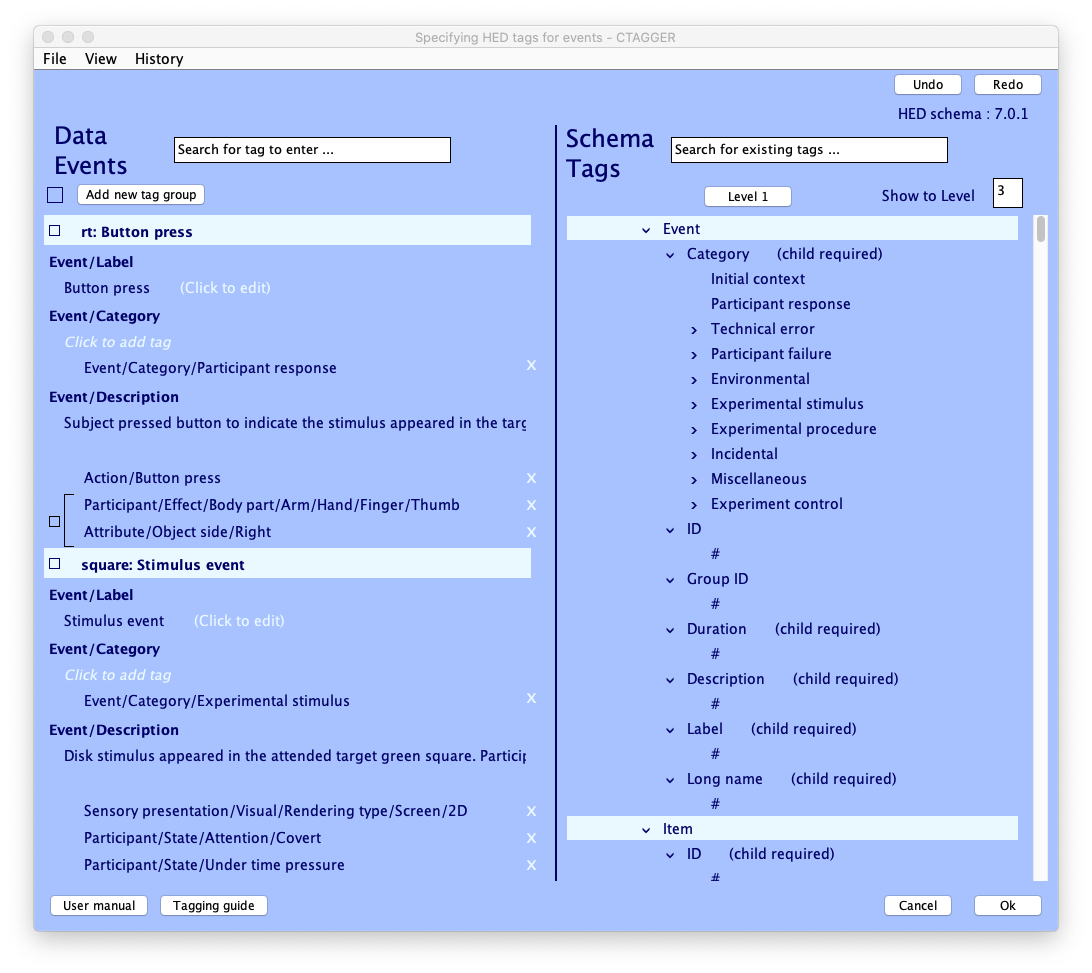 Specifying HED tags for events - CTAGGER
File View History
Undo Redo
HED schema : 7.0.1
Data Events
Search for tag to enter ...
Add new tag group
rt: Button press
Event/Label
Button press (Click to edit)
Event/Category
Click to add tag
Event/Category/Participant response X
Event/Description
Subject pressed button to indicate the stimulus appeared in the targ
Action/Button press X
Participant/Effect/Body part/Arm/Hand/Finger/Thumb X
Attribute/Object side/Right X
square: Stimulus event
Event/Label
Stimulus event (Click to edit)
Event/Category
Click to add tag
Event/Category/Experimental stimulus X
Event/Description
Disk stimulus appeared in the attended target green square. Particip
Sensory presentation/Visual/Rendering type/Screen/2D X
Participant/State/Attention/Covert X
Participant/State/Under time pressure X
Schema Tags
Search for existing tags ...
Level 1
Show to Level 3
Event
Category (child required)
Initial context
Participant response
Technical error
Participant failure
Environmental
Experimental stimulus
Experimental procedure
Incidental
Miscellaneous
Experiment control
ID
#
Group ID
#
Duration (child required)
#
Description (child required)
#
Label (child required)
#
Long name (child required)
#
Item
ID (child required)
#
User manual Tagging guide
Cancel Ok